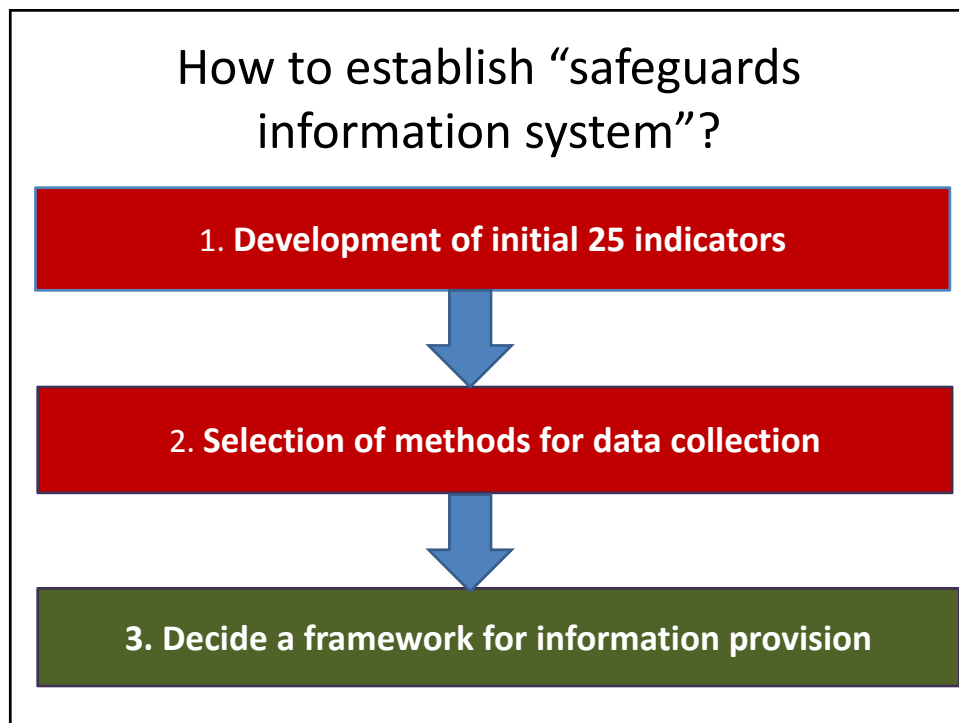 How to establish “safeguards
information system”?
1. Development of initial 25 indicators
2. Selection of methods for data collection
3. Decide a framework for information provision